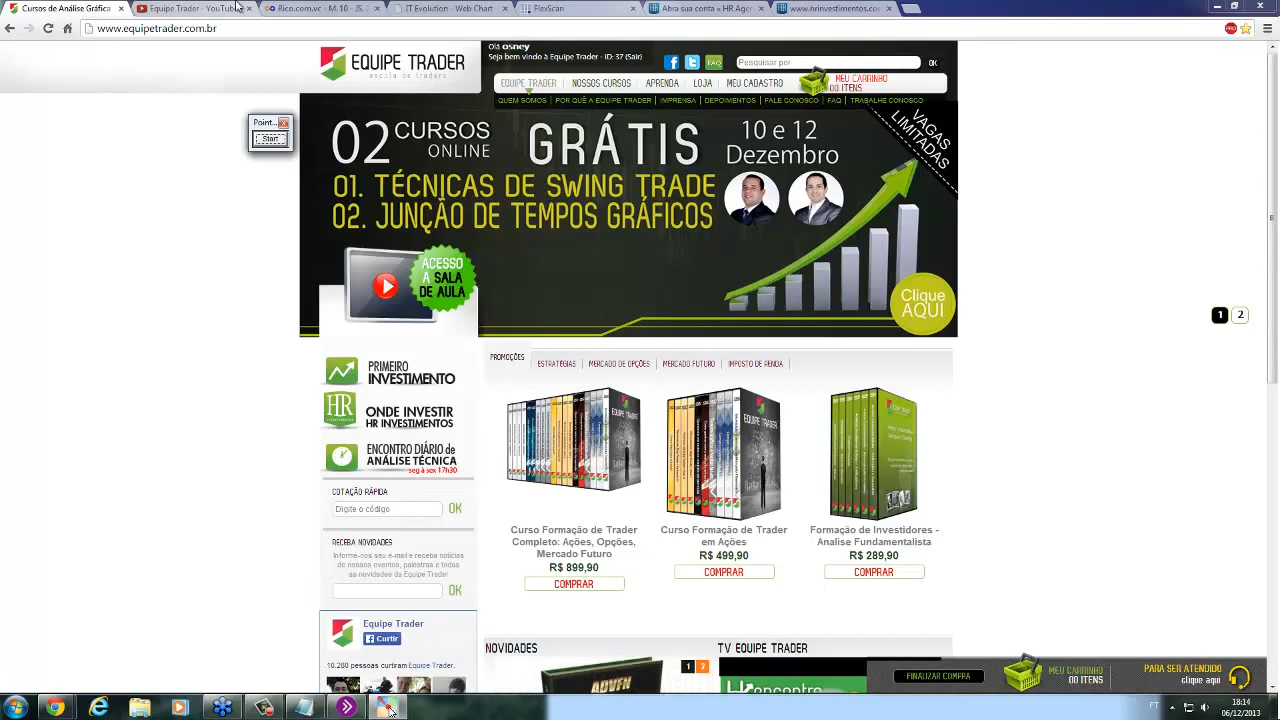 Cursos de Análise Gráfica
Equipe Trader - YouTube
Rico.com.vc - M.10 - JS.
IT Evolution - Web Chart
FlexScan
Abra sua conta « HR Ager
www.hrinvestimentos.co
www.equipetrader.com.br
EQUIPE TRADER
escola de traders
Olá osney
Seja bem vindo à Equipe Trader - ID: 37 (Sair)
FAQ
Pesquisar por
OK
EQUIPE TRADER
NOSSOS CURSOS
APRENDA
LOJA
MEU CADASTRO
MEU CARRINHO
00 ITENS
QUEM SOMOS
POR QUÊ A EQUIPE TRADER
IMPRENSA
DEPOIMENTOS
FALE CONOSCO
FAQ
TRABALHE CONOSCO
Point...
Start
02 CURSOS
ONLINE
GRÁTIS
10 e 12
Dezembro
VAGAS
LIMITADAS
01. TÉCNICAS DE SWING TRADE
02. JUNÇÃO DE TEMPOS GRÁFICOS
ACESSO
A SALA
DE AULA
Clique
AQUI
1 2
PRIMEIRO
INVESTIMENTO
HR
ONDE INVESTIR
HR INVESTIMENTOS
ENCONTRO DIÁRIO de
ANÁLISE TÉCNICA
seg à sex 17h30
COTAÇÃO RÁPIDA
Digite o código
OK
RECEBA NOVIDADES
Informe-nos seu e-mail e receba notícias
de nossos eventos, palestras e todas
as novidades da Equipe Trader
OK
Equipe Trader
Curtir
10.280 pessoas curtiram Equipe Trader.
PROMOÇÕES
ESTRATÉGIAS
MERCADO DE OPÇÕES
MERCADO FUTURO
IMPOSTO DE RENDA
EQUIPE TRADER
Curso Formação de Trader
Completo: Ações, Opções,
Mercado Futuro
R$ 899,90
COMPRAR
Curso Formação de Trader
em Ações
R$ 499,90
COMPRAR
Formação de Investidores -
Analise Fundamentalista
R$ 289,90
COMPRAR
NOVIDADES
1 2
TV EQUIPE TRADER
FINALIZAR COMPRA
MEU CARRINHO
00 ITENS
PARA SER ATENDIDO
clique aqui
PT
18:14
06/12/2013